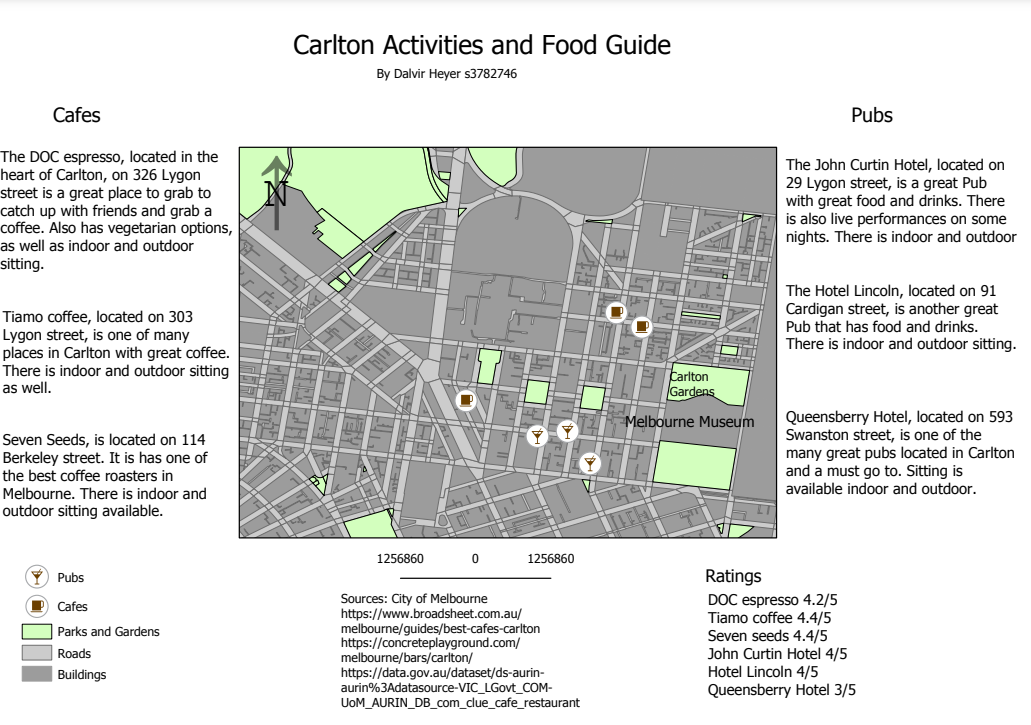 Carlton Activities and Food Guide
By Dalvir Heyer s3782746
Cafes
The DOC espresso, located in the
heart of Carlton, on 326 Lygon
street is a great place to grab to
catch up with friends and grab a
coffee. Also has vegetarian options,
as well as indoor and outdoor
sitting.
Tiamo coffee, located on 303
Lygon street, is one of many
places in Carlton with great coffee.
There is indoor and outdoor sitting
as well.
Seven Seeds, is located on 114
Berkeley street. It is has one of
the best coffee roasters in
Melbourne. There is indoor and
outdoor sitting available.
N
Carlton
Gardens
Melbourne Museum
Pubs
The John Curtin Hotel, located on
29 Lygon street, is a great Pub
with great food and drinks. There
is also live performances on some
nights. There is indoor and outdoor
The Hotel Lincoln, located on 91
Cardigan street, is another great
Pub that has food and drinks.
There is indoor and outdoor sitting.
Queensberry Hotel, located on 593
Swanston street, is one of the
many great pubs located in Carlton
and a must go to. Sitting is
available indoor and outdoor.
Pubs
Cafes
Parks and Gardens
Roads
Buildings
1256860 0 1256860
Sources: City of Melbourne
https://www.broadsheet.com.au/
melbourne/guides/best-cafes-carlton
https://concreteplayground.com/
melbourne/bars/carlton/
https://data.gov.au/dataset/ds-aurin-
aurin%3Adatasource-VIC_LGovt_COM-
UoM_AURIN_DB_com_clue_cafe_restaurant
Ratings
DOC espresso 4.2/5
Tiamo coffee 4.4/5
Seven seeds 4.4/5
John Curtin Hotel 4/5
Hotel Lincoln 4/5
Queensberry Hotel 3/5